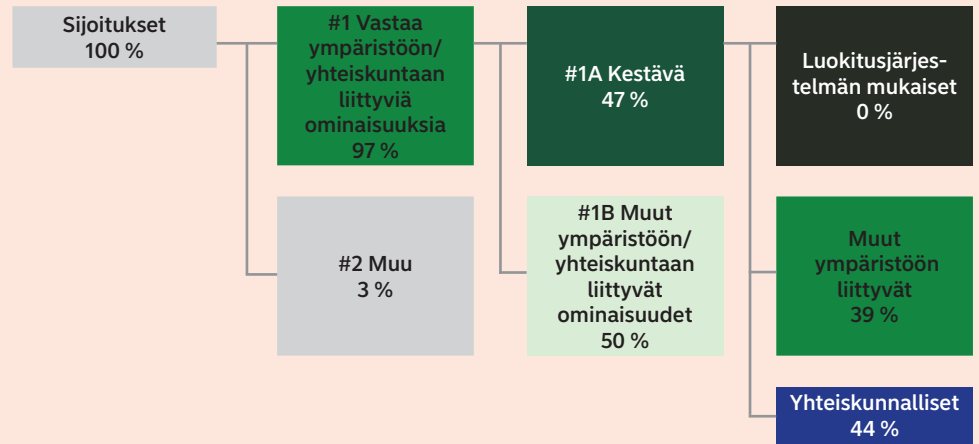 Sijoitukset
100 %
#1 Vastaa
ympäristöön/
yhteiskuntaan
liittyviä
ominaisuuksia
97 %
#2 Muu
3 %
#1A Kestävä
47 %
#1B Muut
ympäristöön/
yhteiskuntaan
liittyvät
ominaisuudet
50 %
Luokitusjärjes-
telmän mukaiset
0 %
Muut
ympäristöön
liittyvät
39 %
Yhteiskunnalliset
44 %